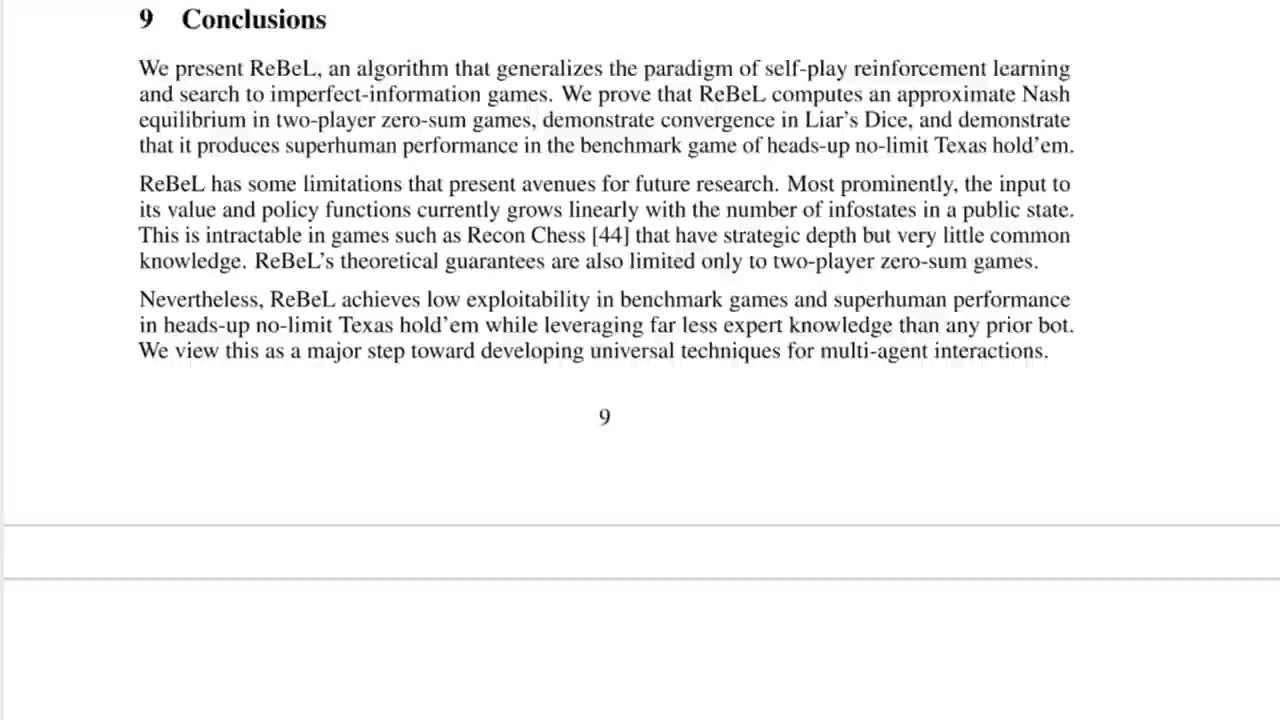 9 Conclusions
We present ReBeL, an algorithm that generalizes the paradigm of self-play reinforcement learning
and search to imperfect-information games. We prove that ReBeL computes an approximate Nash
equilibrium in two-player zero-sum games, demonstrate convergence in Liar's Dice, and demonstrate
that it produces superhuman performance in the benchmark game of heads-up no-limit Texas hold'em.
ReBeL has some limitations that present avenues for future research. Most prominently, the input to
its value and policy functions currently grows linearly with the number of infostates in a public state.
This is intractable in games such as Recon Chess [44] that have strategic depth but very little common
knowledge. ReBeL's theoretical guarantees are also limited only to two-player zero-sum games.
Nevertheless, ReBeL achieves low exploitability in benchmark games and superhuman performance
in heads-up no-limit Texas hold'em while leveraging far less expert knowledge than any prior bot.
We view this as a major step toward developing universal techniques for multi-agent interactions.
9